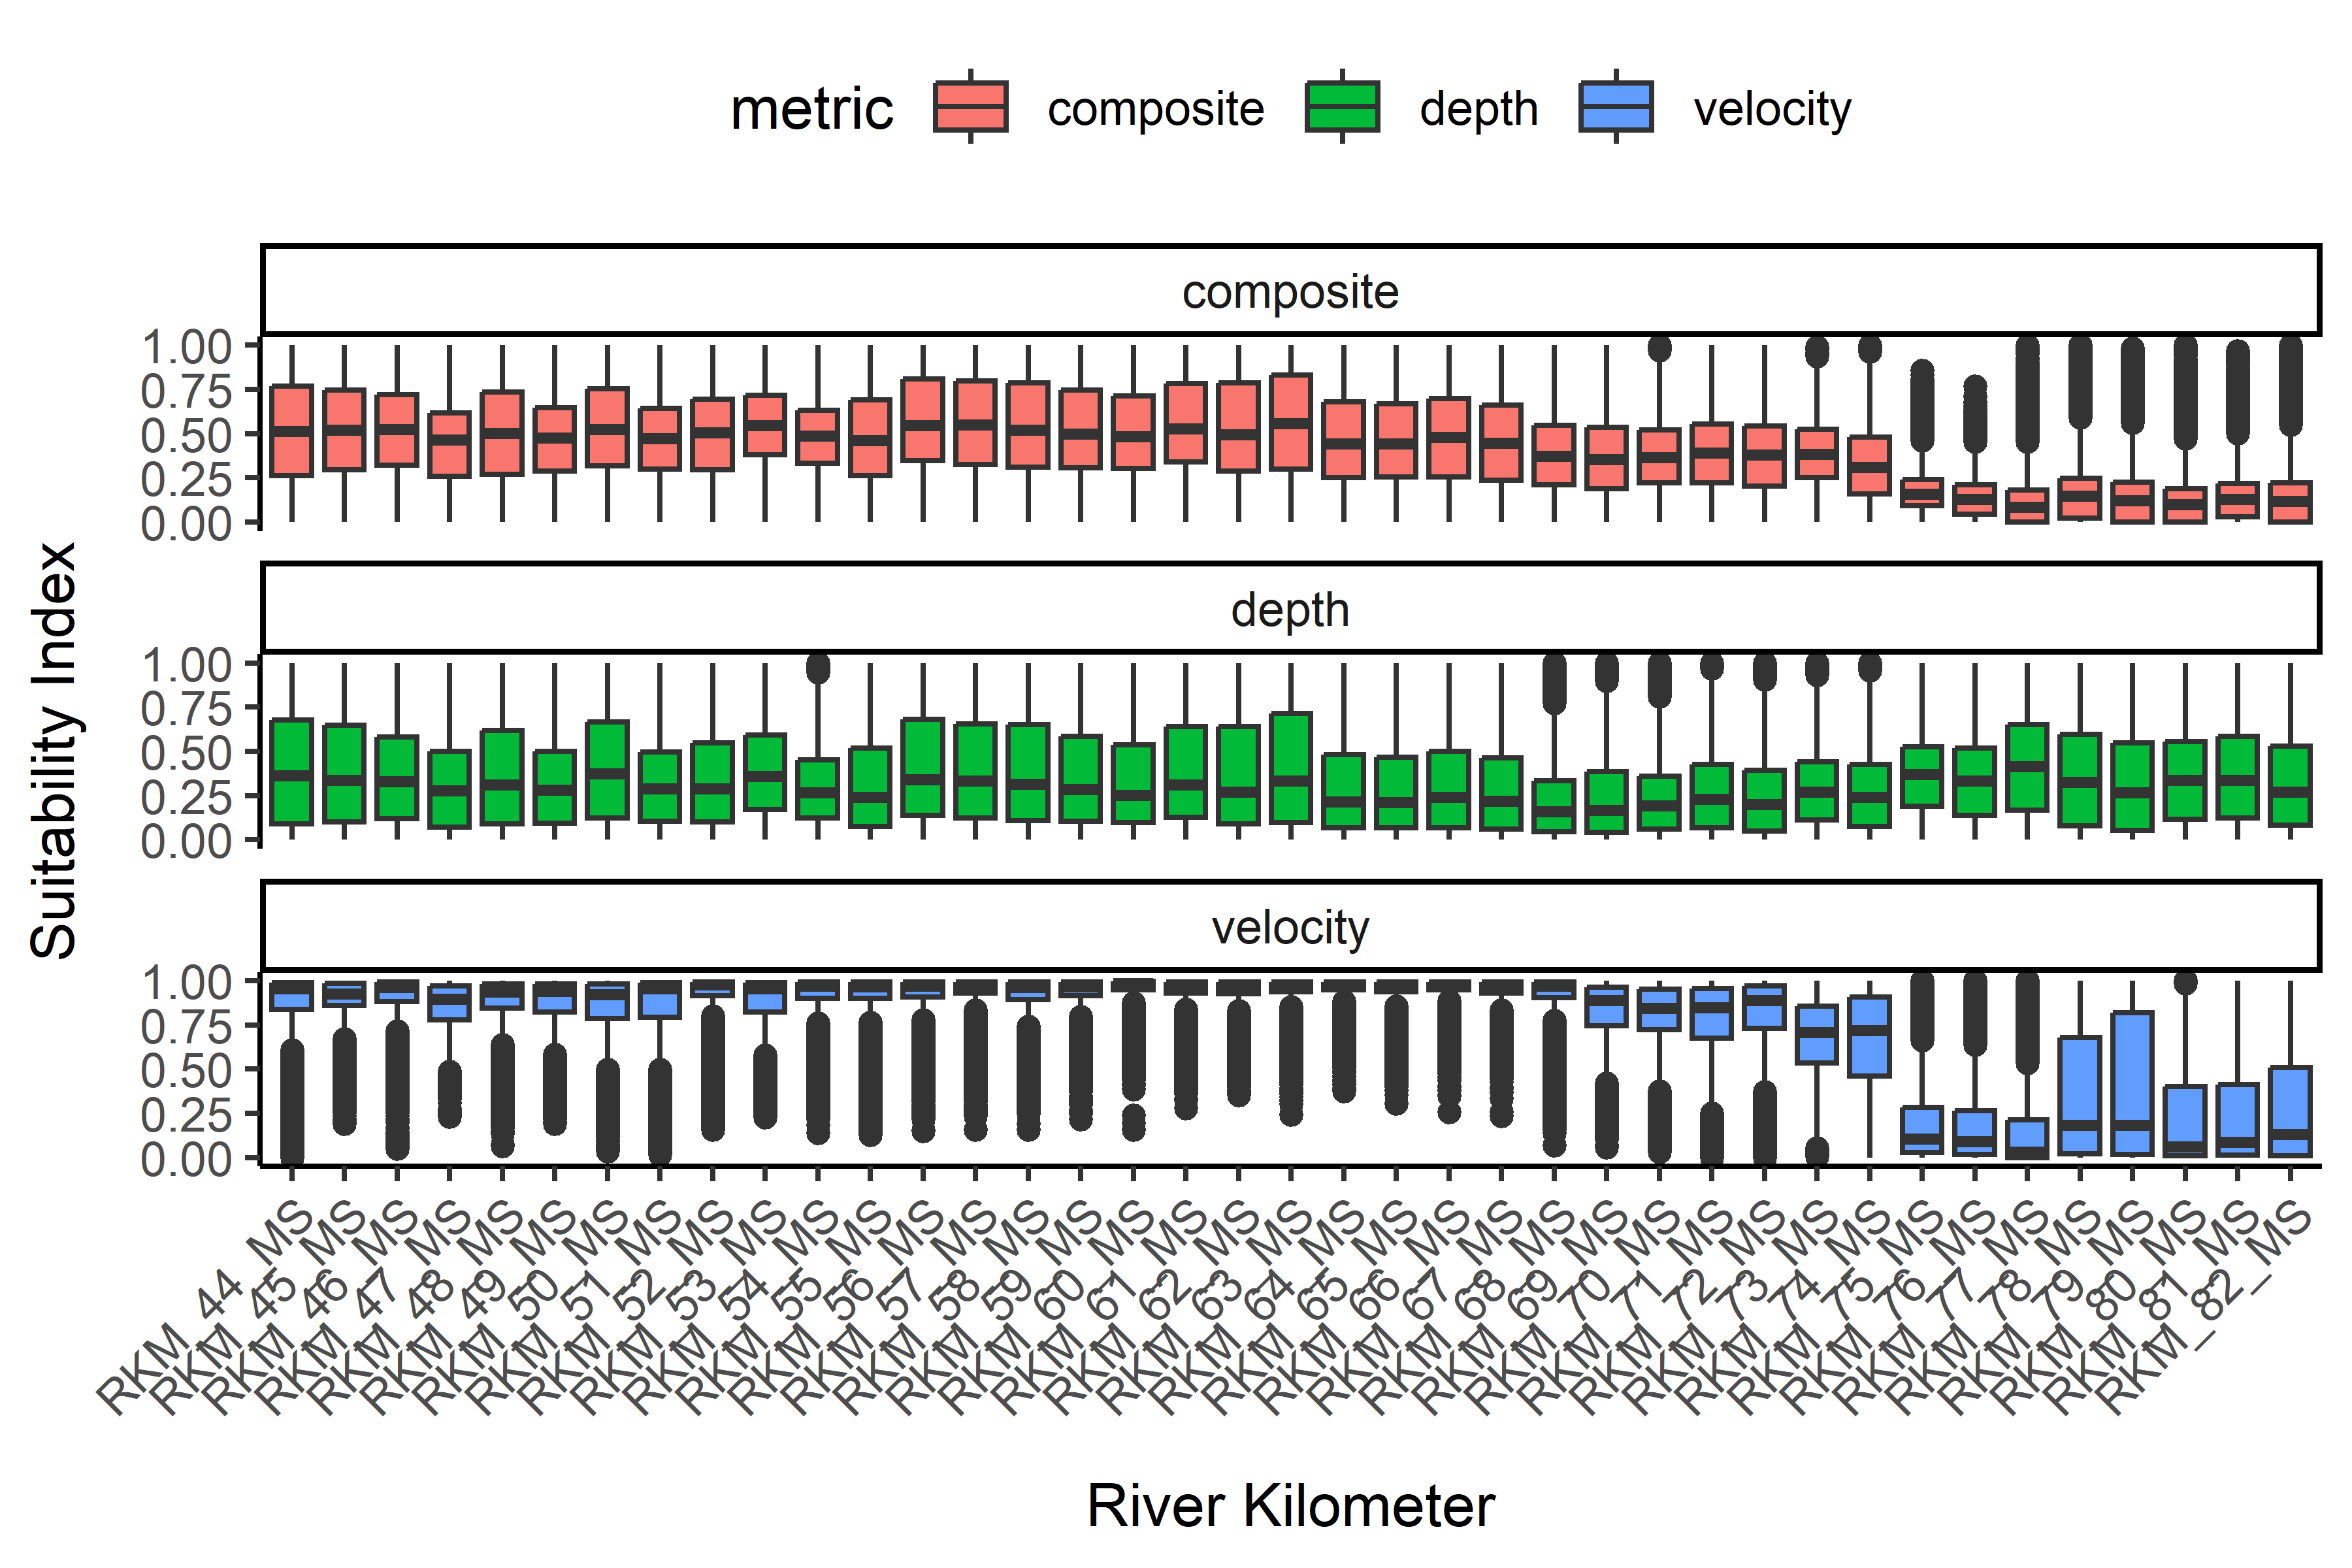 metric composite depth velocity
composite
1.00
0.75
0.50
0.25
0.00
depth
1.00
0.75
0.50
0.25
0.00
velocity
1.00
0.75
0.50
0.25
0.00
Suitability Index
RKM_44_MS
RKM_45_MS
RKM_46_MS
RKM_47_MS
RKM_48_MS
RKM_49_MS
RKM_50_MS
RKM_51_MS
RKM_52_MS
RKM_53_MS
RKM_54_MS
RKM_55_MS
RKM_56_MS
RKM_57_MS
RKM_58_MS
RKM_59_MS
RKM_60_MS
RKM_61_MS
RKM_62_MS
RKM_63_MS
RKM_64_MS
RKM_65_MS
RKM_66_MS
RKM_67_MS
RKM_68_MS
RKM_69_MS
RKM_70_MS
RKM_71_MS
RKM_72_MS
RKM_73_MS
RKM_74_MS
RKM_75_MS
RKM_76_MS
RKM_77_MS
RKM_78_MS
RKM_79_MS
RKM_80_MS
RKM_81_MS
RKM_82_MS
River Kilometer